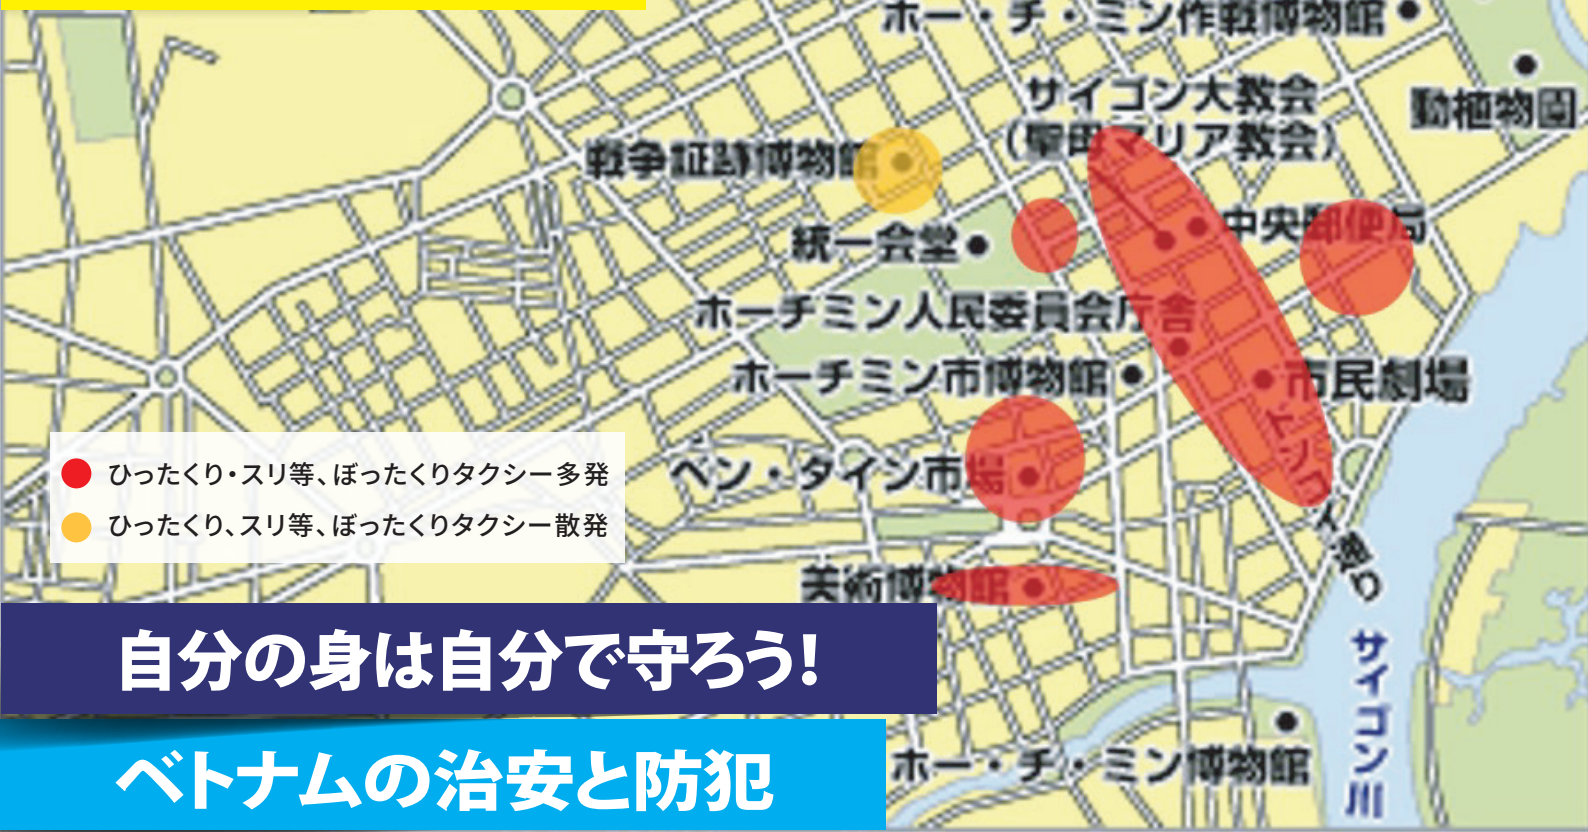 ホー・チ・ミン作戦博物館
サイゴン大教会
（聖母マリア教会）
動植物園
戦争証跡博物館
中央郵便局
統一会堂
ホーチミン人民委員会庁舎
ホーチミン市博物館
市民劇場
ベン・タイン市場
ドンコイ通り
ひったくり・スリ等、ぼったくりタクシー多発
ひったくり、スリ等、ぼったくりタクシー散発
美術博物館
自分の身は自分で守ろう!
サイゴン川
ベトナムの治安と防犯
ホー・チ・ミン博物館